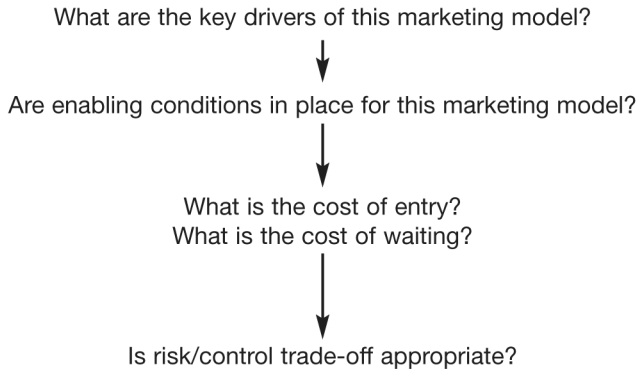 What are the key drivers of this marketing model?
Are enabling conditions in place for this marketing model?
What is the cost of entry?
What is the cost of waiting?
Is risk/control trade-off appropriate?